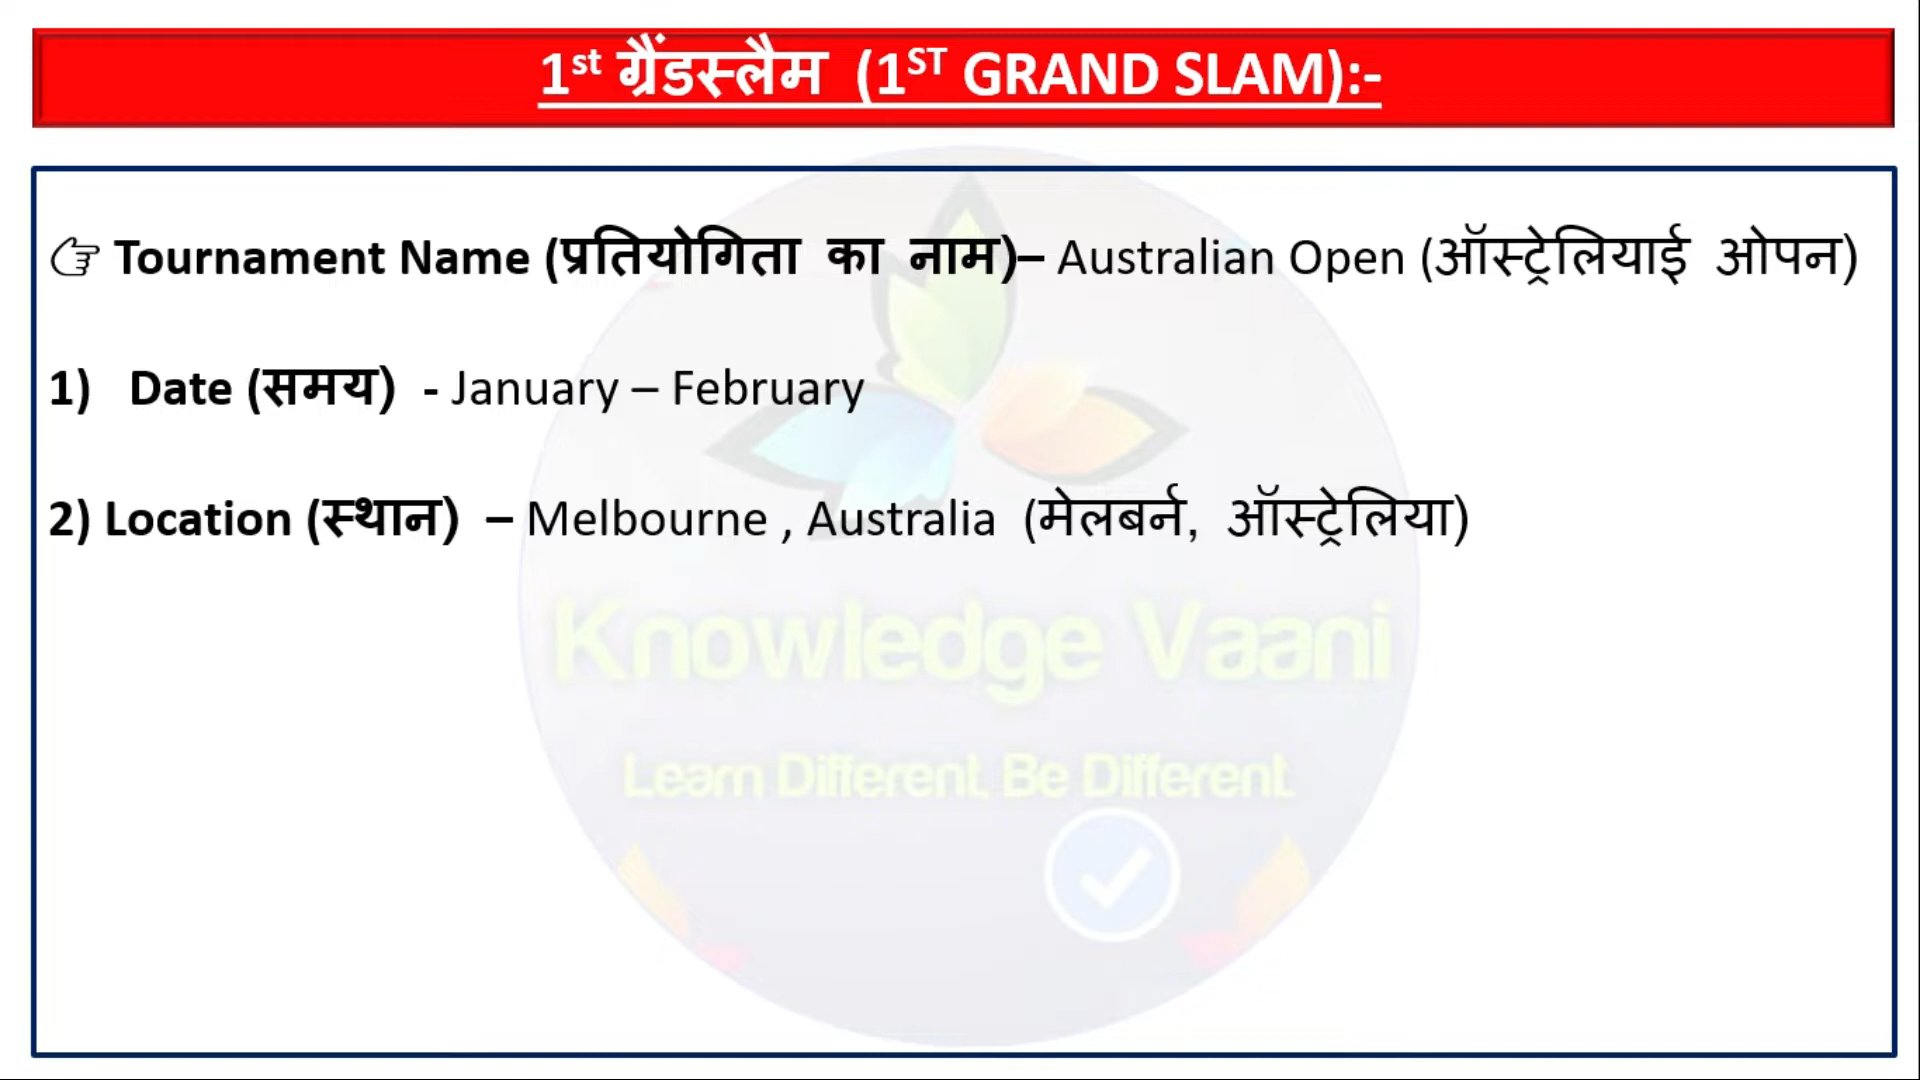 1st ग्रैंडस्लैम (1ST GRAND SLAM):-
👉 Tournament Name (प्रतियोगिता का नाम)– Australian Open (ऑस्ट्रेलियाई ओपन)
1) Date (समय) - January – February
2) Location (स्थान) – Melbourne , Australia (मेलबर्न, ऑस्ट्रेलिया)
Knowledge Vaani
Learn Different, Be Different